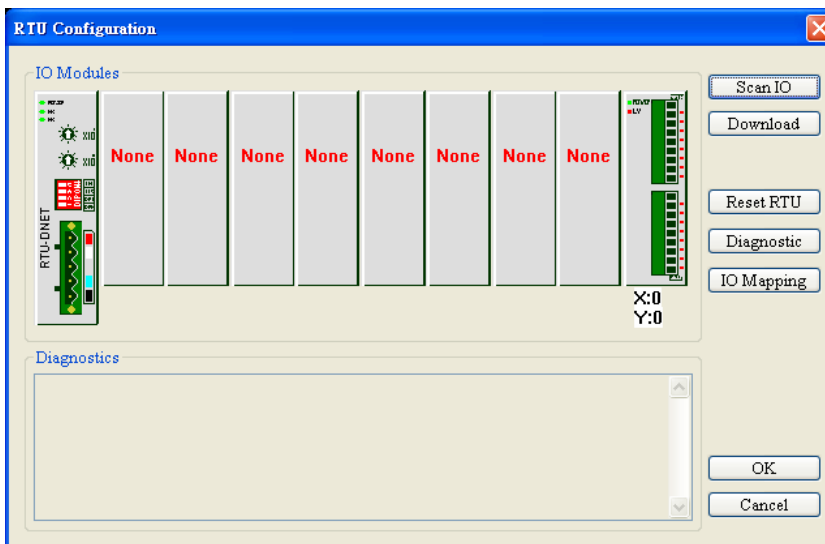 RTU Configuration
IO Modules
Scan IO
Download
POWER
None
None
None
None
None
None
None
None
RTU-DNET
Reset RTU
Diagnostic
IO Mapping
X:0
Y:0
Diagnostics
OK
Cancel